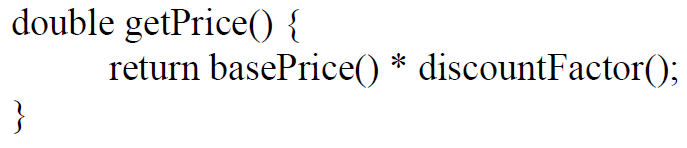 double getPrice() {
return basePrice() * discountFactor();
}